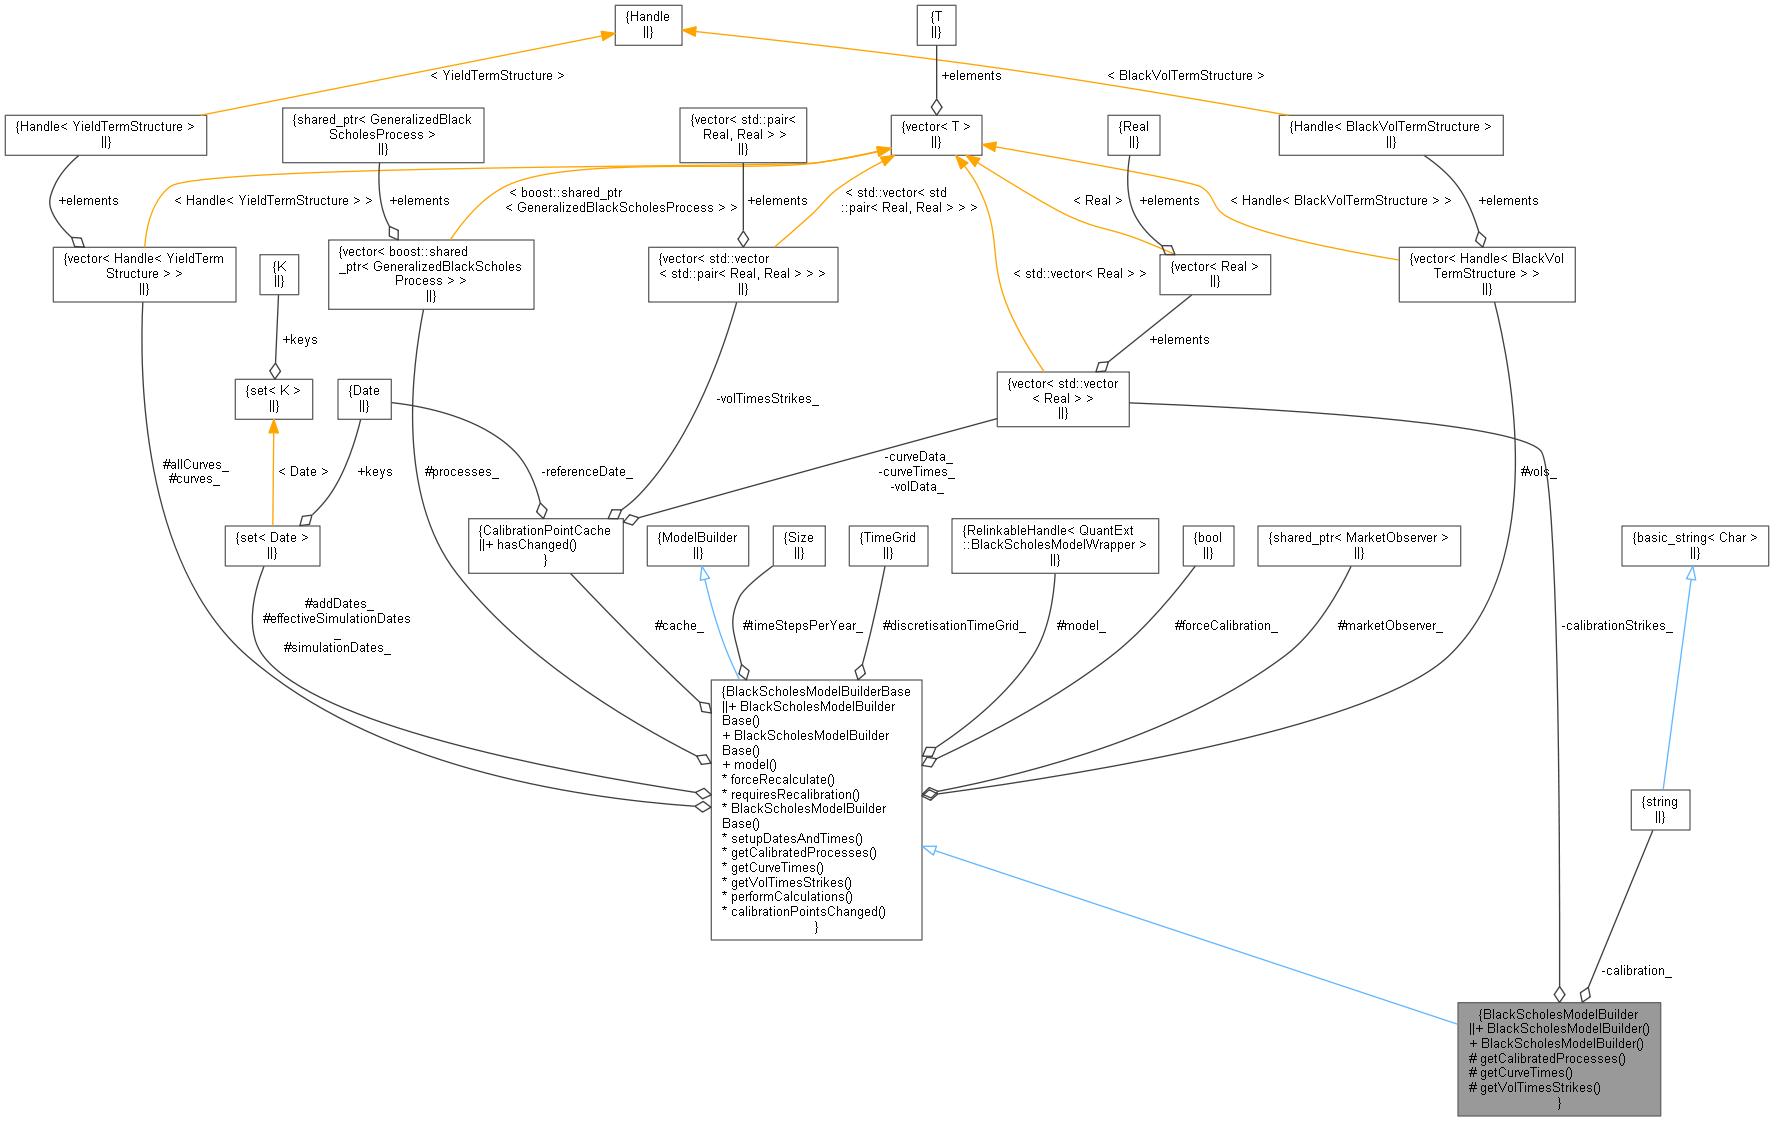 {Handle
||}
{T
||}
< YieldTermStructure >
+elements
< BlackVolTermStructure >
{Handle< YieldTermStructure >
||}
{shared_ptr< GeneralizedBlack
ScholesProcess >
||}
{vector< std::pair<
Real, Real > >
||}
{vector< T >
||}
{Real
||}
{Handle< BlackVolTermStructure >
||}
+elements
< Handle< YieldTermStructure > >
+elements
< boost::shared_ptr
< GeneralizedBlackScholesProcess > >
+elements
< std::vector< std
::pair< Real, Real > > >
< Real >
+elements
< Handle< BlackVolTermStructure > >
+elements
{vector< Handle< YieldTerm
Structure > >
||}
{K
||}
{vector< boost::shared
_ptr< GeneralizedBlackScholes
Process > >
||}
{vector< std::vector
< std::pair< Real, Real > > >
||}
< std::vector< Real > >
{vector< Real >
||}
{vector< Handle< BlackVol
TermStructure > >
||}
+keys
+elements
{set< K >
||}
{Date
||}
-volTimesStrikes_
{vector< std::vector
< Real > >
||}
#allCurves_
#curves_
< Date >
+keys
#processes_
-referenceDate_
-curveData_
-curveTimes_
-volData_
#vols_
{set< Date >
||}
{CalibrationPointCache
||+ hasChanged()
}
{ModelBuilder
||}
{Size
||}
{TimeGrid
||}
{RelinkableHandle< QuantExt
::BlackScholesModelWrapper >
||}
{bool
||}
{shared_ptr< MarketObserver >
||}
{basic_string< Char >
||}
#addDates_
#effectiveSimulationDates
_
#simulationDates_
#cache_
#timeStepsPerYear_
#discretisationTimeGrid_
#model_
#forceCalibration_
#marketObserver_
-calibrationStrikes_
{BlackScholesModelBuilderBase
||+ BlackScholesModelBuilder
Base()
+ BlackScholesModelBuilder
Base()
+ model()
* forceRecalculate()
* requiresRecalibration()
* BlackScholesModelBuilder
Base()
* setupDatesAndTimes()
* getCalibratedProcesses()
* getCurveTimes()
* getVolTimesStrikes()
* performCalculations()
* calibrationPointsChanged()
}
{string
||}
-calibration_
{BlackScholesModelBuilder
||+ BlackScholesModelBuilder()
+ BlackScholesModelBuilder()
# getCalibratedProcesses()
# getCurveTimes()
# getVolTimesStrikes()
}